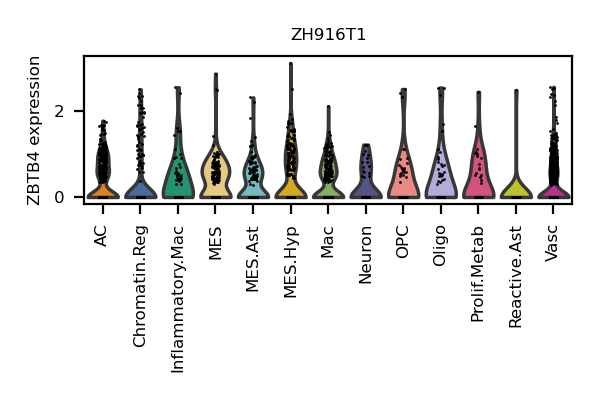 ZH916T1
ZBTB4 expression
2
0
AC
Chromatin.Reg
Inflammatory.Mac
MES
MES.Ast
MES.Hyp
Mac
Neuron
OPC
Oligo
Prolif.Metab
Reactive.Ast
Vasc